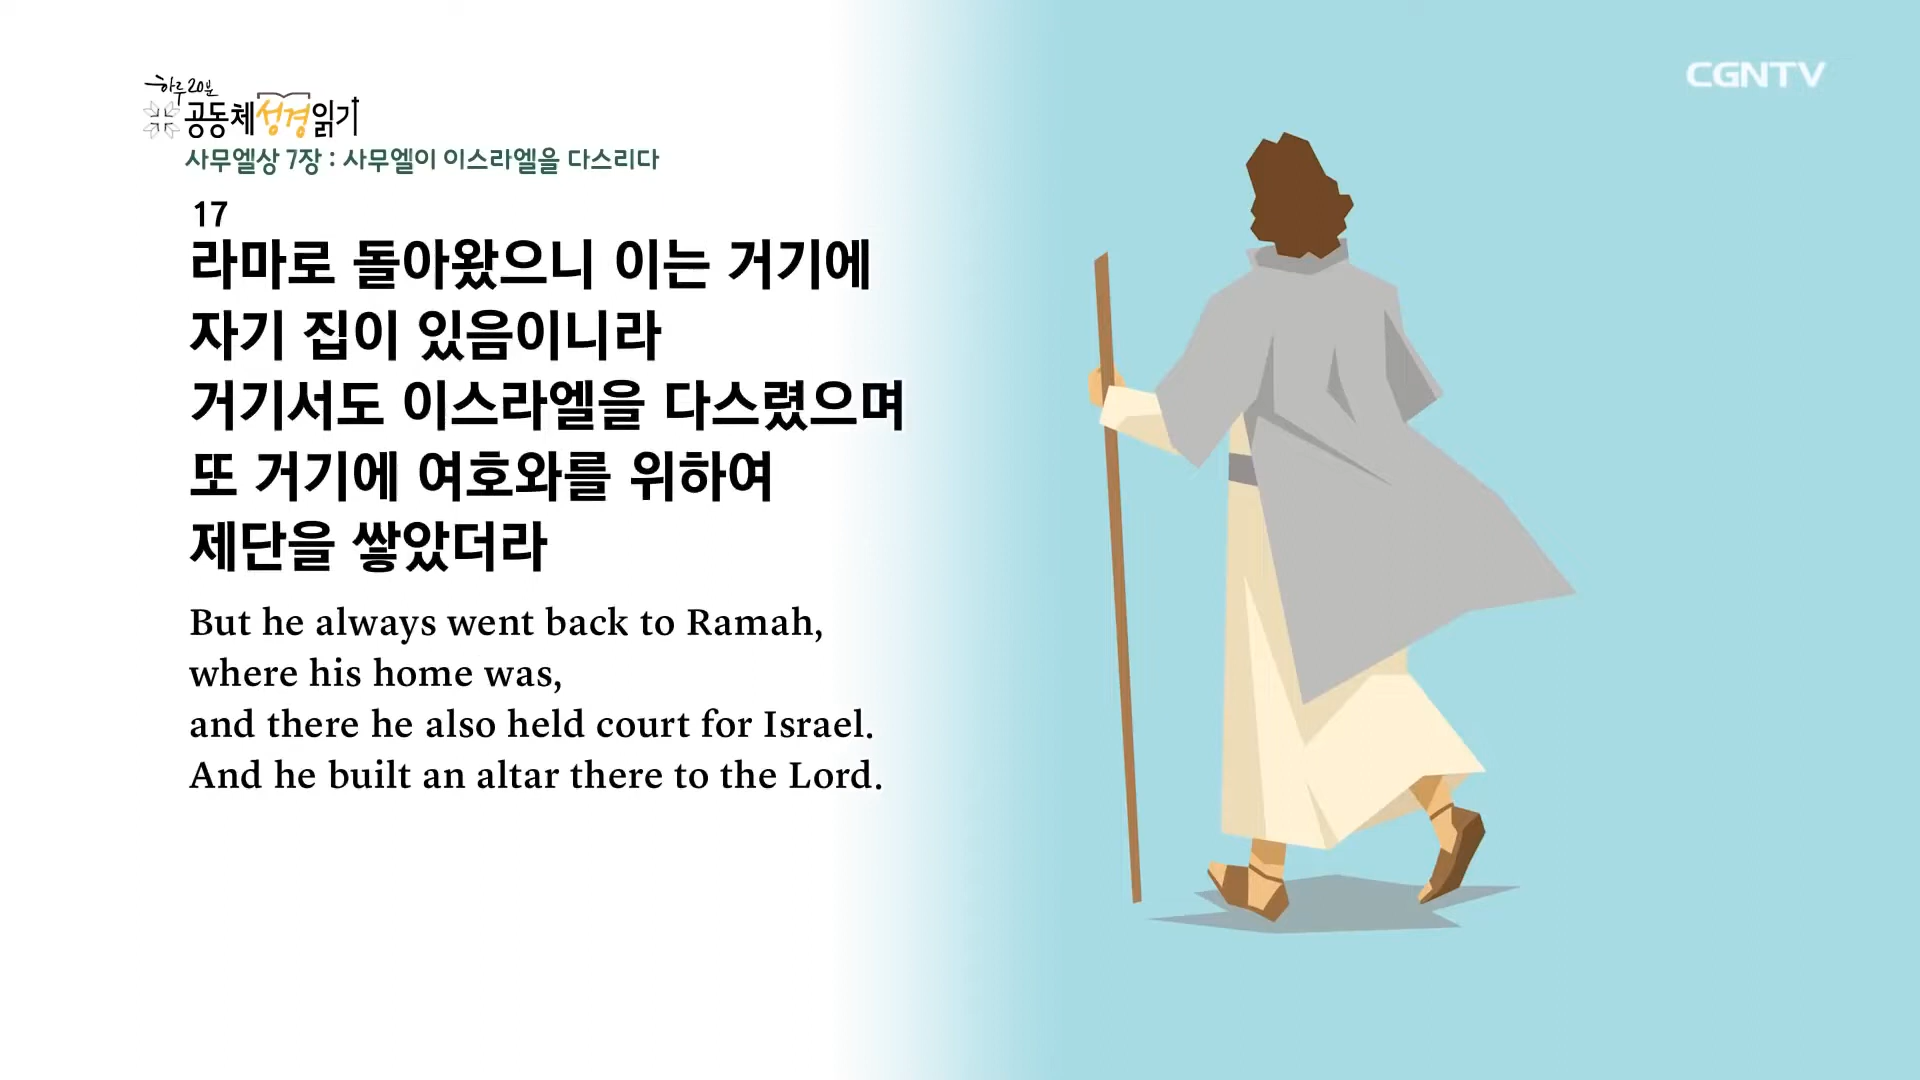 하루 20분
공동체성경읽기
CGNTV
사무엘상 7장 : 사무엘이 이스라엘을 다스리다
17
라마로 돌아왔으니 이는 거기에
자기 집이 있음이니라
거기서도 이스라엘을 다스렸으며
또 거기에 여호와를 위하여
제단을 쌓았더라
But he always went back to Ramah,
where his home was,
and there he also held court for Israel.
And he built an altar there to the Lord.